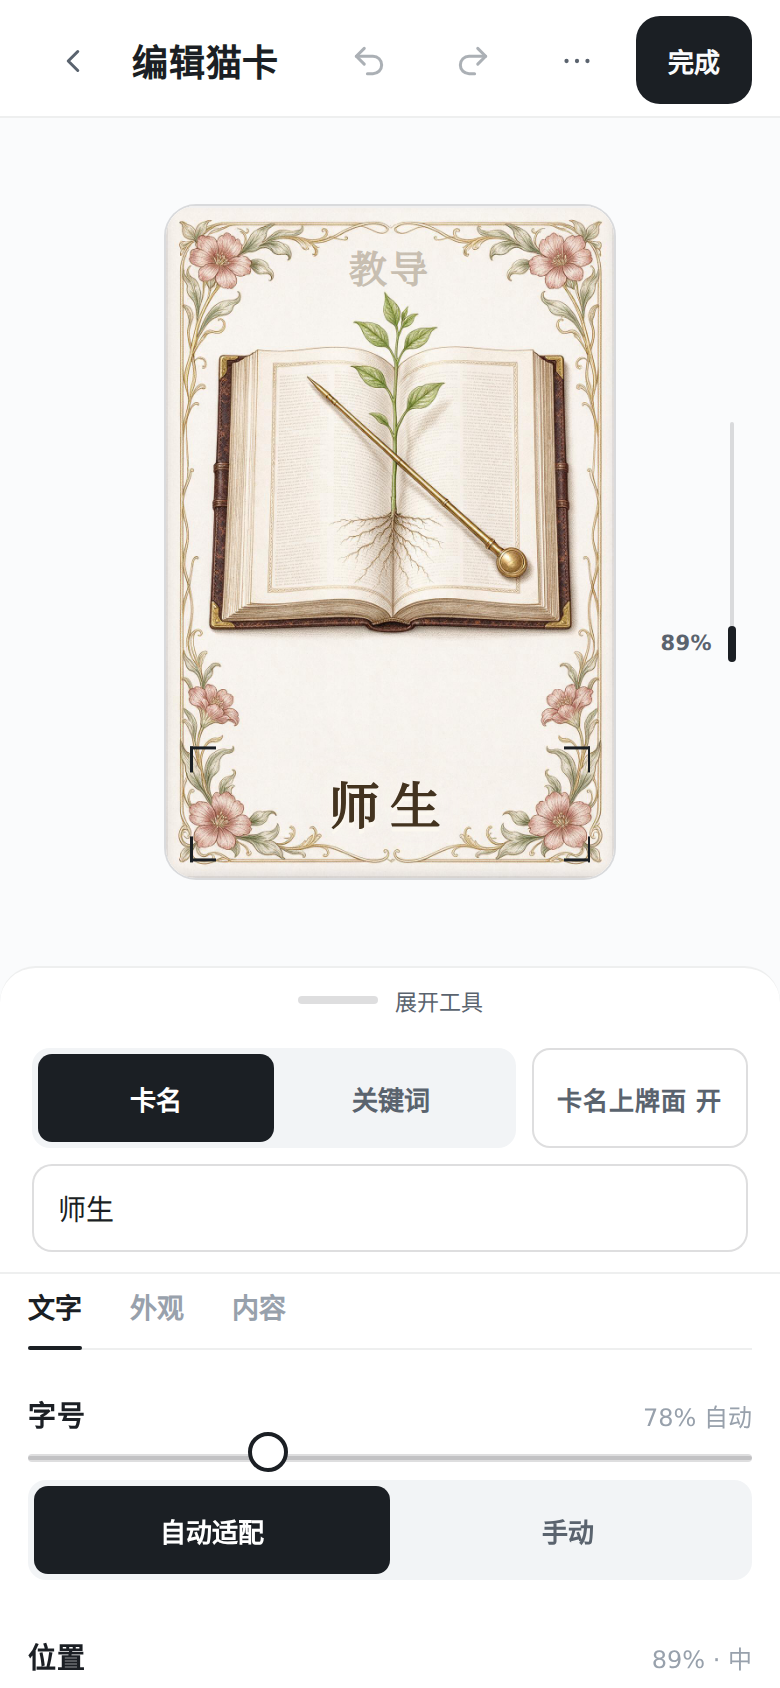 编辑猫卡 ··· 完成
教导
89%
师生
展开工具
卡名 关键词 卡名上牌面 开
师生
文字 外观 内容
字号 78% 自动
自动适配 手动
位置 89% · 中